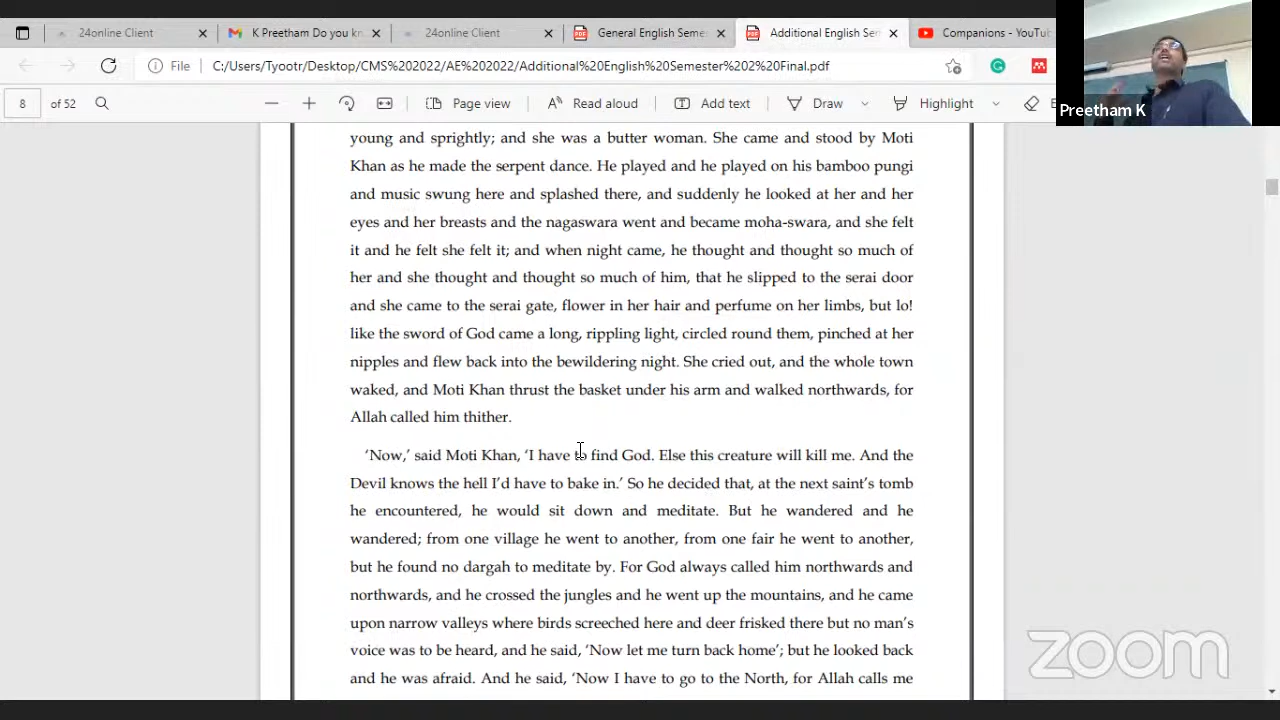 24online Client
K Preetham Do you kn
24online Client
General English Seme
Additional English Sem
Companions - YouTu
File
C:/Users/Tyootr/Desktop/CMS%202022/AE%20%202022/Additional%20English%20Semester%202%20Final.pdf
8 of 52
Page view
Read aloud
Add text
Draw
Highlight
Preetham K
young and sprightly; and she was a butter woman. She came and stood by Moti
Khan as he made the serpent dance. He played and he played on his bamboo pungi
and music swung here and splashed there, and suddenly he looked at her and her
eyes and her breasts and the nagaswara went and became moha-swara, and she felt
it and he felt she felt it; and when night came, he thought and thought so much of
her and she thought and thought so much of him, that he slipped to the serai door
and she came to the serai gate, flower in her hair and perfume on her limbs, but lo!
like the sword of God came a long, rippling light, circled round them, pinched at her
nipples and flew back into the bewildering night. She cried out, and the whole town
waked, and Moti Khan thrust the basket under his arm and walked northwards, for
Allah called him thither.
‘Now,’ said Moti Khan, ‘I have to find God. Else this creature will kill me. And the
Devil knows the hell I’d have to bake in.’ So he decided that, at the next saint’s tomb
he encountered, he would sit down and meditate. But he wandered and he
wandered; from one village he went to another, from one fair he went to another,
but he found no dargah to meditate by. For God always called him northwards and
northwards, and he crossed the jungles and he went up the mountains, and he came
upon narrow valleys where birds screeched here and deer frisked there but no man’s
voice was to be heard, and he said, ‘Now let me turn back home’; but he looked back
and he was afraid. And he said, ‘Now I have to go to the North, for Allah calls me
zoom